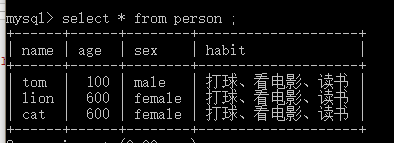 mysql> select * from person ;
+------+------+--------+--------------------+
| name | age | sex | habit |
+------+------+--------+--------------------+
| tom | 100 | male | 打球、看电影、读书 |
| lion | 600 | female | 打球、看电影、读书 |
| cat | 600 | female | 打球、看电影、读书 |
+------+------+--------+--------------------+